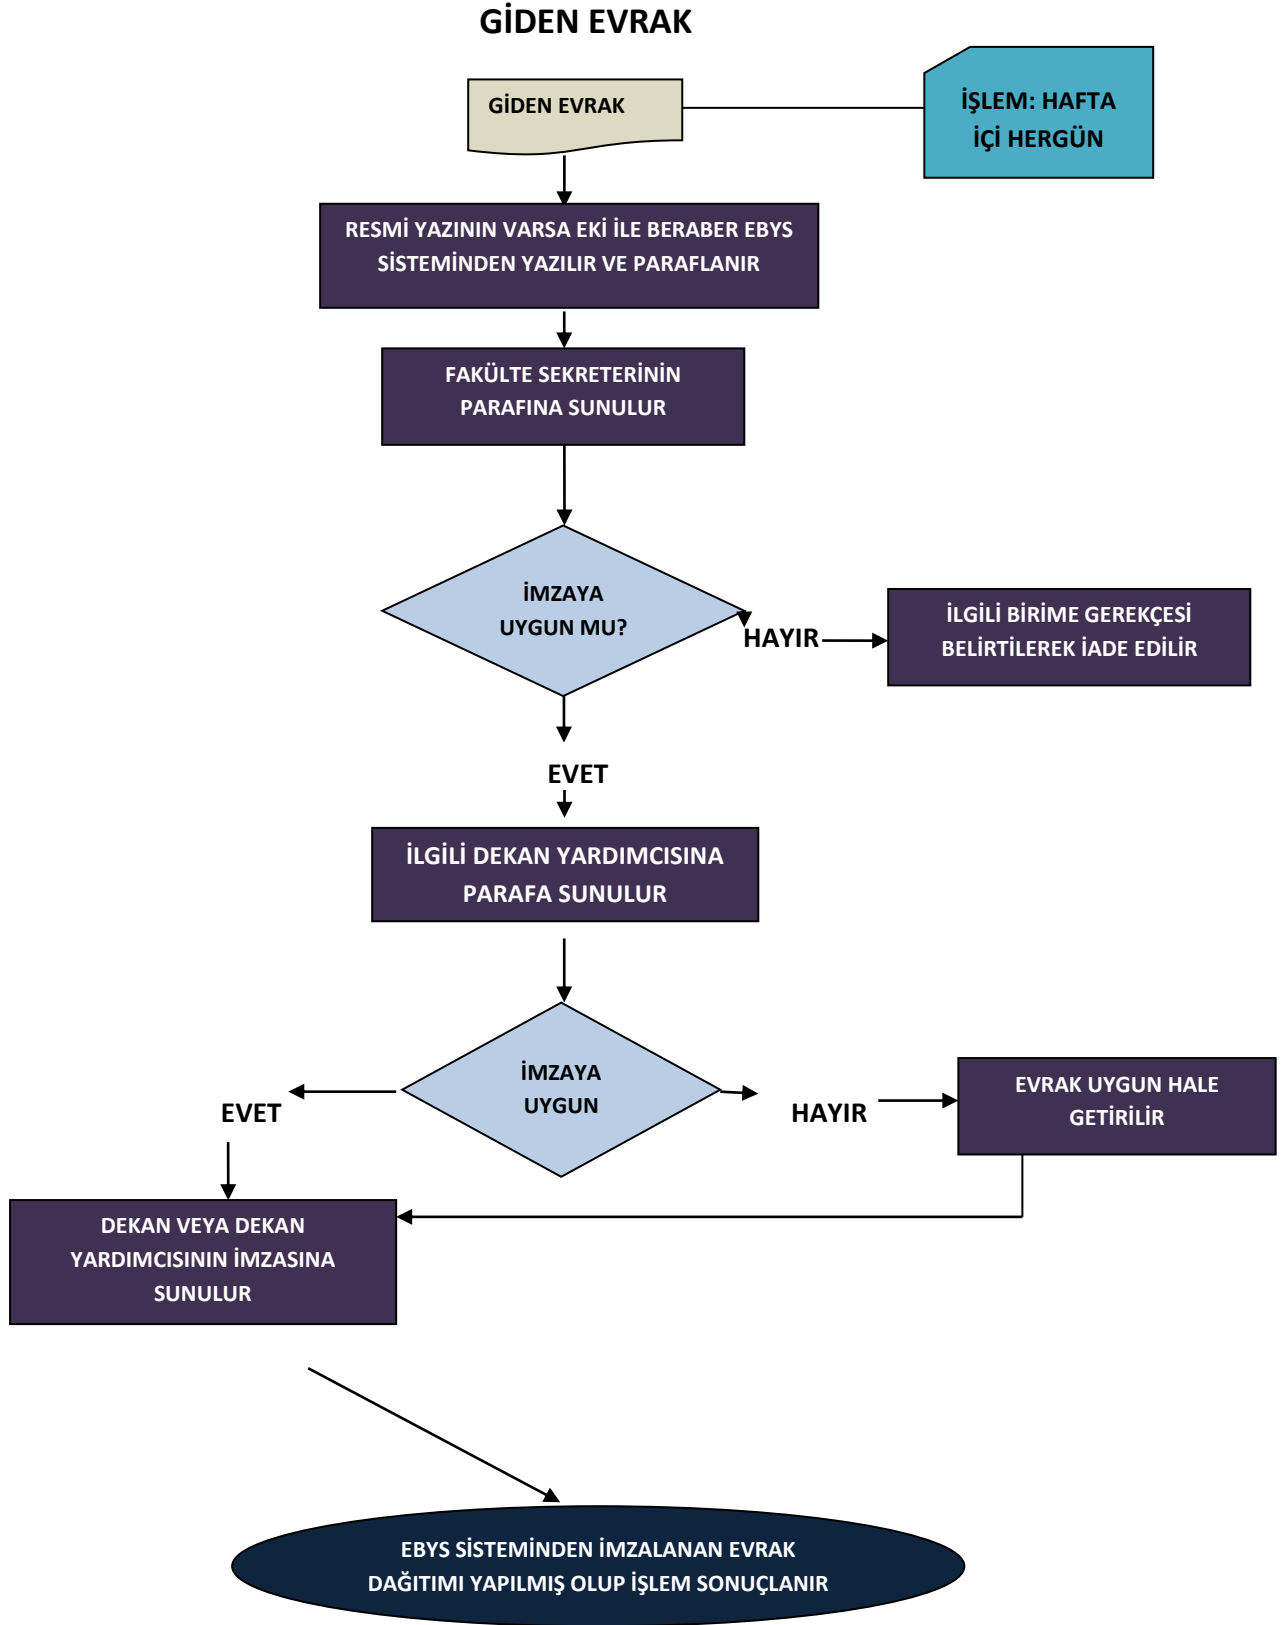 GİDEN EVRAK
GİDEN EVRAK
İŞLEM: HAFTA
İÇİ HERGÜN
RESMİ YAZININ VARSA EKİ İLE BERABER EBYS
SİSTEMİNDEN YAZILIR VE PARAFLANIR
FAKÜLTE SEKRETERİNİN
PARAFINA SUNULUR
İMZAYA
UYGUN MU?
HAYIR
İLGİLİ BİRİME GEREKÇESİ
BELİRTİLEREK İADE EDİLİR
EVET
İLGİLİ DEKAN YARDIMCISINA
PARAFA SUNULUR
İMZAYA
UYGUN
EVET
HAYIR
EVRAK UYGUN HALE
GETİRİLİR
DEKAN VEYA DEKAN
YARDIMCISININ İMZASINA
SUNULUR
EBYS SİSTEMİNDEN İMZALANAN EVRAK
DAĞITIMI YAPILMIŞ OLUP İŞLEM SONUÇLANIR